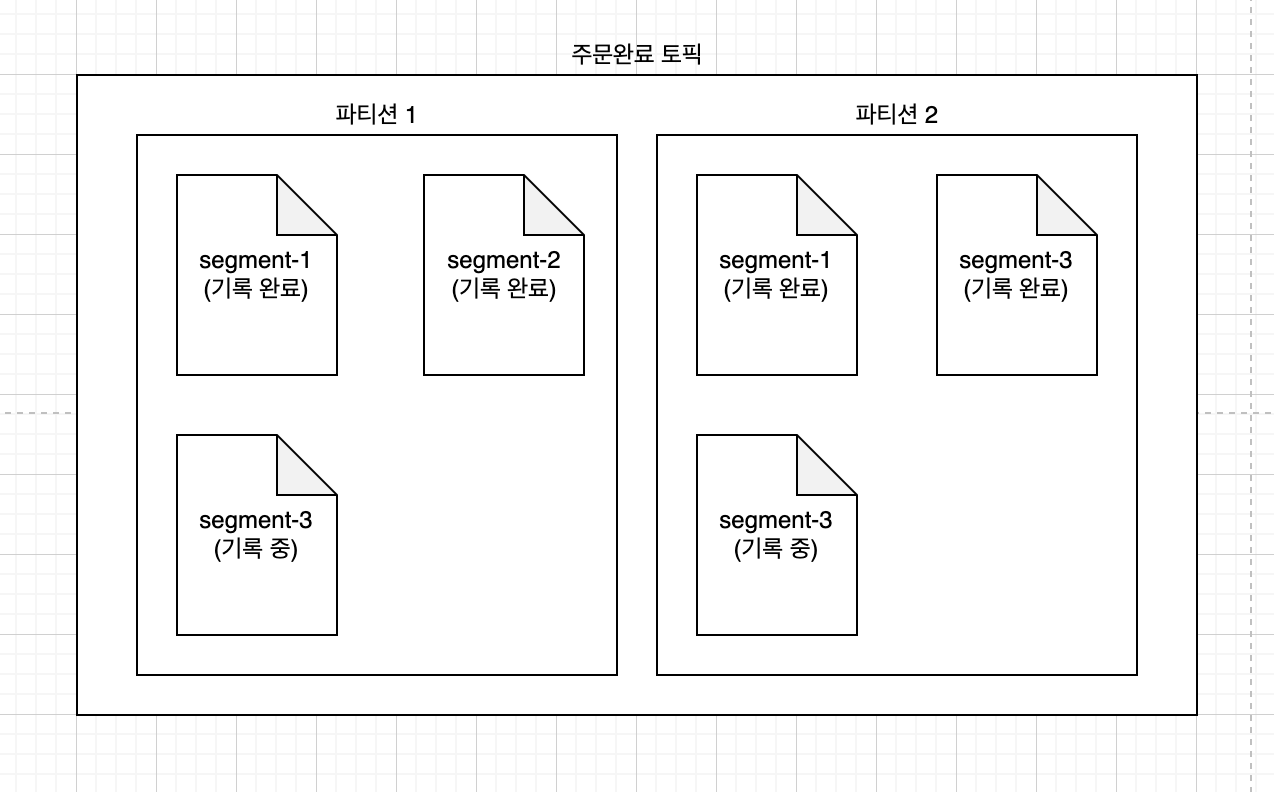 주문완료 토픽
파티션 1
segment-1
(기록 완료)
segment-2
(기록 완료)
segment-3
(기록 중)
파티션 2
segment-1
(기록 완료)
segment-3
(기록 완료)
segment-3
(기록 중)